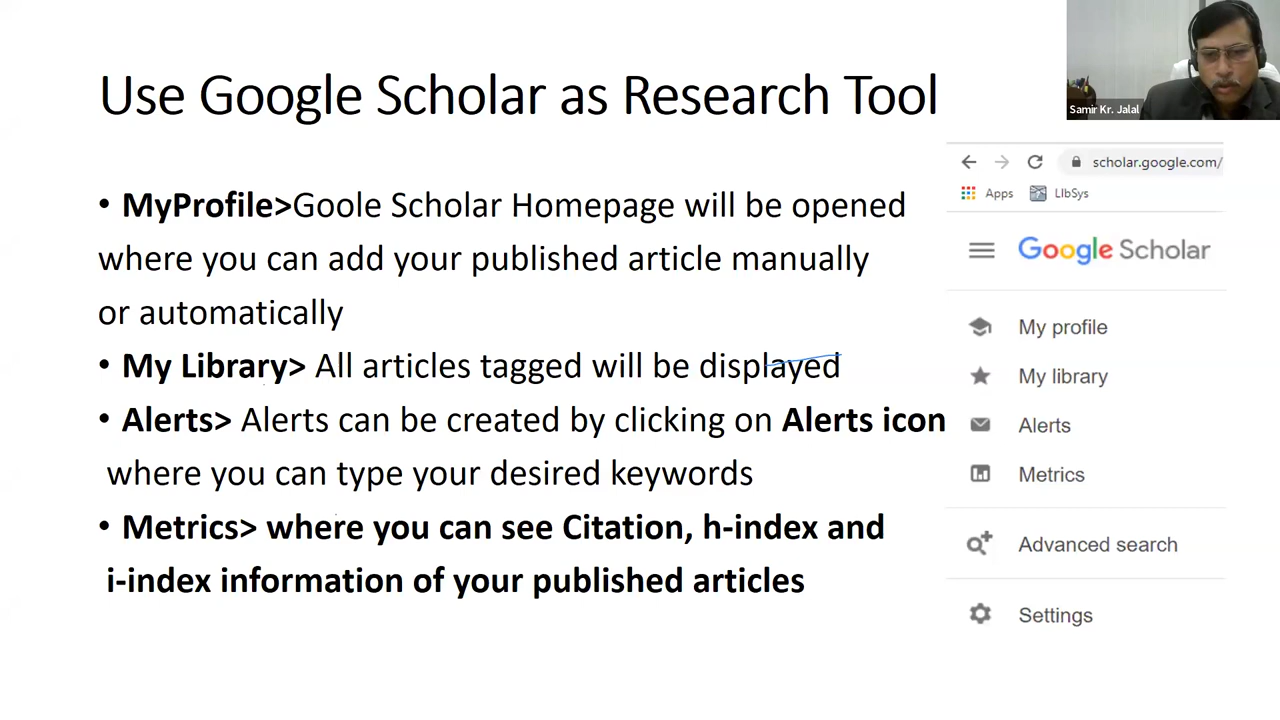 Use Google Scholar as Research Tool
Samir Kr. Jalal
• MyProfile>Goole Scholar Homepage will be opened
where you can add your published article manually
or automatically
• My Library> All articles tagged will be displayed
• Alerts> Alerts can be created by clicking on Alerts icon
where you can type your desired keywords
• Metrics> where you can see Citation, h-index and
i-index information of your published articles
scholar.google.com/
Apps LIbSys
Google Scholar
My profile
My library
Alerts
Metrics
Advanced search
Settings